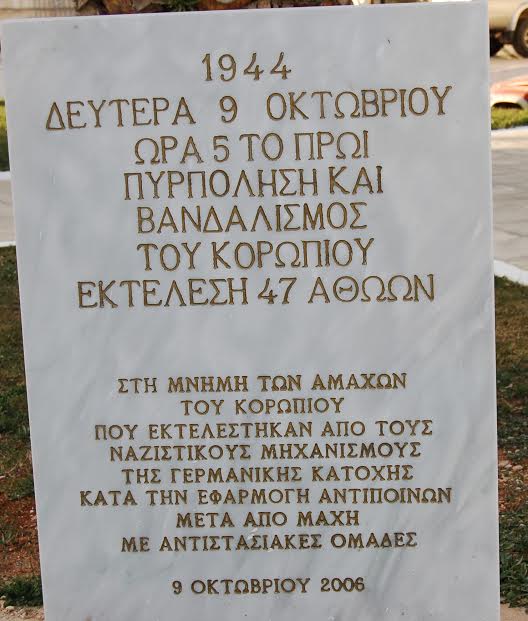 1944
ΔΕΥΤΕΡΑ 9 ΟΚΤΩΒΡΙΟΥ
ΩΡΑ 5 ΤΟ ΠΡΩΙ
ΠΥΡΠΟΛΗΣΗ ΚΑΙ
ΒΑΝΔΑΛΙΣΜΟΣ
ΤΟΥ ΚΟΡΩΠΙΟΥ
ΕΚΤΕΛΕΣΗ 47 ΑΘΩΩΝ
ΣΤΗ ΜΝΗΜΗ ΤΩΝ ΑΜΑΧΩΝ
ΤΟΥ ΚΟΡΩΠΙΟΥ
ΠΟΥ ΕΚΤΕΛΕΣΤΗΚΑΝ ΑΠΟ ΤΟΥΣ
ΝΑΖΙΣΤΙΚΟΥΣ ΜΗΧΑΝΙΣΜΟΥΣ
ΤΗΣ ΓΕΡΜΑΝΙΚΗΣ ΚΑΤΟΧΗΣ
ΚΑΤΑ ΤΗΝ ΕΦΑΡΜΟΓΗ ΑΝΤΙΠΟΙΝΩΝ
ΜΕΤΑ ΑΠΟ ΜΑΧΗ
ΜΕ ΑΝΤΙΣΤΑΣΙΑΚΕΣ ΟΜΑΔΕΣ
9 ΟΚΤΩΒΡΙΟΥ 2006